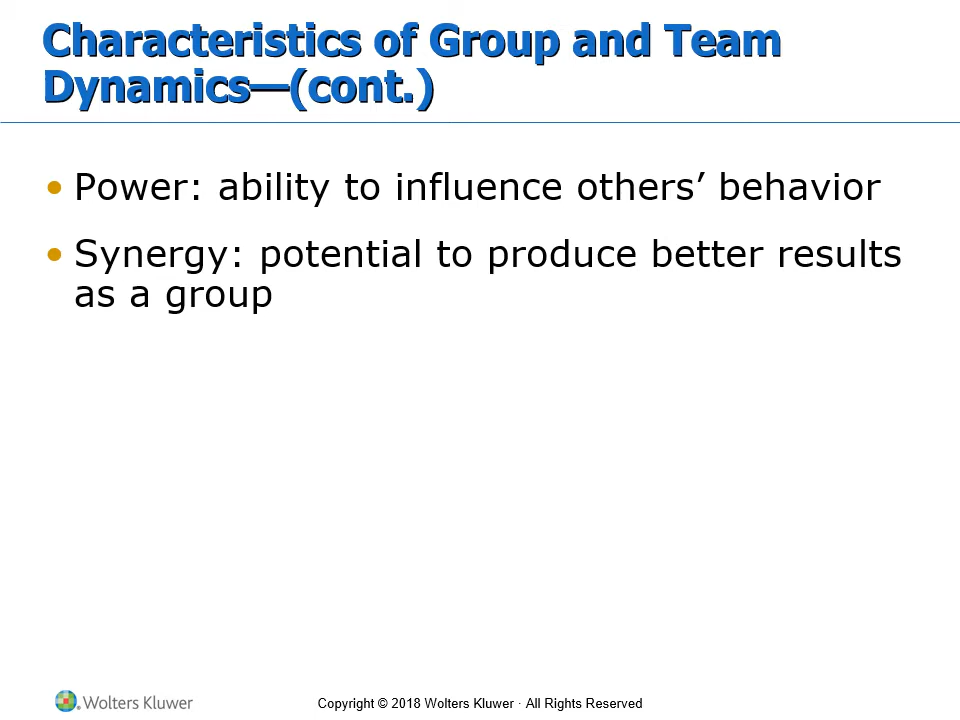 Characteristics of Group and Team
Dynamics—(cont.)
• Power: ability to influence others’ behavior
• Synergy: potential to produce better results
as a group
Wolters Kluwer
Copyright © 2018 Wolters Kluwer · All Rights Reserved